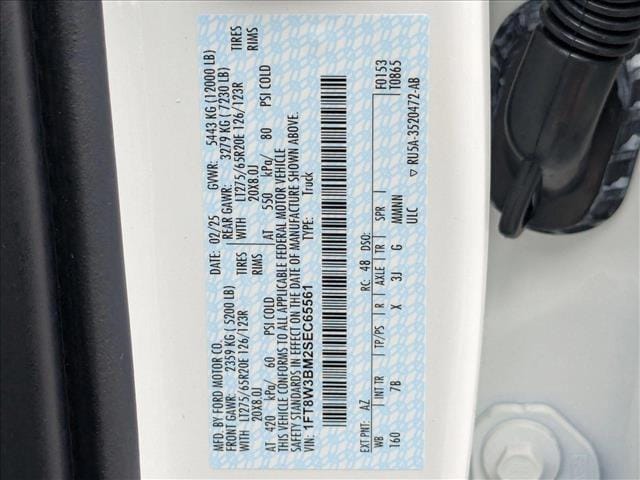 MFD. BY FORD MOTOR CO.
DATE: 02/25 GVWR: 5443 KG (12000 LB)
FRONT GAWR: 2359 KG (5200 LB) REAR GAWR: 3279 KG (7230 LB)
WITH LT275/65R20E 126/123R TIRES WITH LT275/65R20E 126/123R TIRES
20X8.0J RIMS 20X8.0J RIMS
AT 420 kPa/ 60 PSI COLD AT 550 kPa/ 80 PSI COLD
THIS VEHICLE CONFORMS TO ALL APPLICABLE FEDERAL MOTOR VEHICLE
SAFETY STANDARDS IN EFFECT ON THE DATE OF MANUFACTURE SHOWN ABOVE.
VIN: 1FT8W3BM2SEC65561 TYPE: Truck
F0153
T0865
EXT PNT: AZ RC: 48 DSO:
WB INT TR TP/PS R AXLE TR SPR
160 7B X 3J G MMNNN
ULC
▽ RU5A-3520472-AB